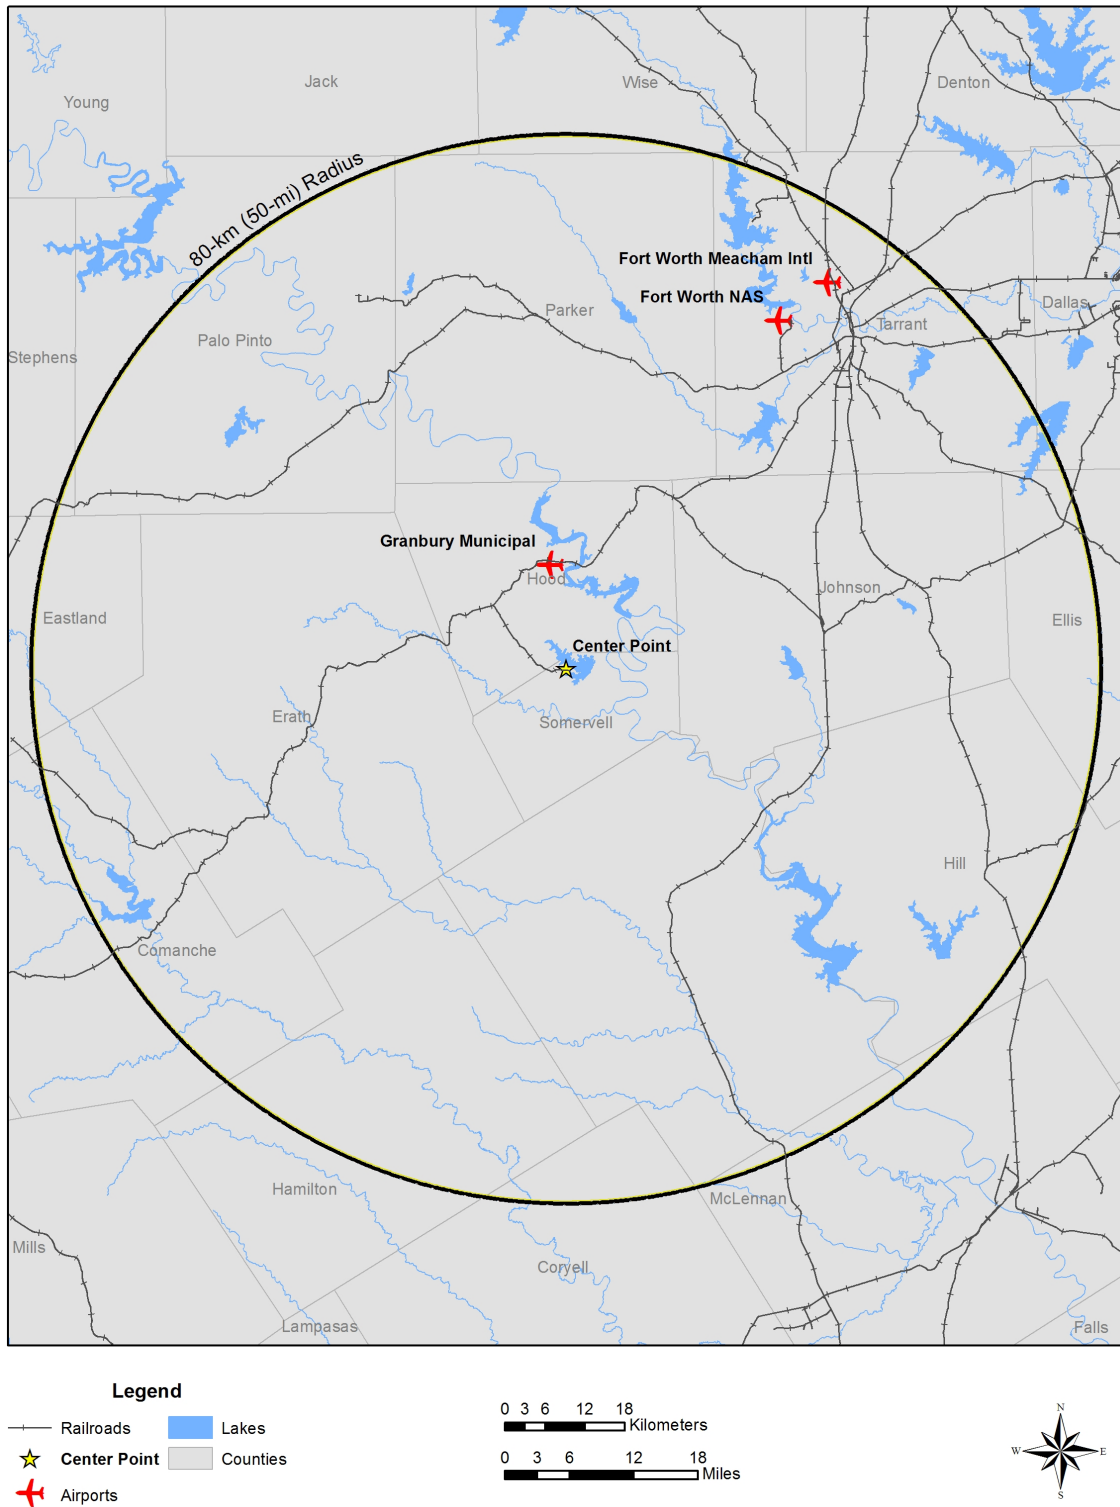 Jack
Wise
Denton
Young
80-km (50-mi) Radius
Fort Worth Meacham Intl
Fort Worth NAS
Dallas
Parker
Tarrant
Palo Pinto
Stephens
Granbury Municipal
Hood
Johnson
Eastland
Ellis
Center Point
Erath
Somervell
Hill
Comanche
Hamilton
McLennan
Mills
Coryell
Lampasas
Falls
Legend
Railroads
Lakes
Center Point
Counties
Airports
0 3 6 12 18
Kilometers
0 3 6 12 18
Miles
N
W E
S